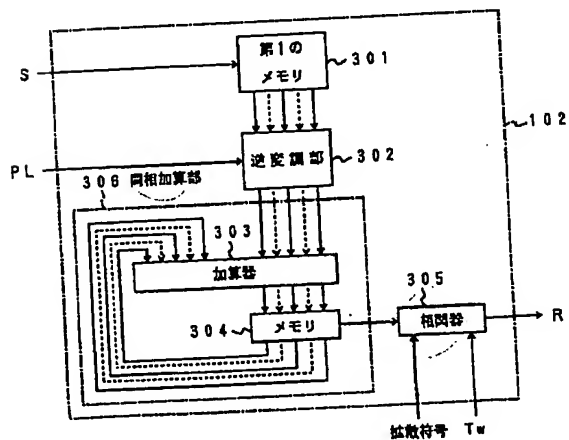 第1の
メモリ
301
S
102
逆変調部
302
PL
306 同相加算部
303
加算器
305
304
メモリ
相関器
R
拡散符号 Tw